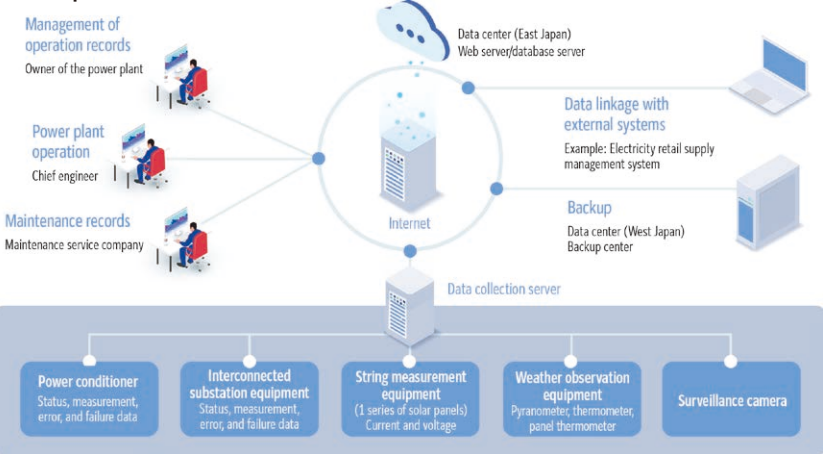 Management of
operation records
Owner of the power plant
Power plant
operation
Chief engineer
Maintenance records
Maintenance service company
Data center (East Japan)
Web server/database server
Data linkage with
external systems
Example: Electricity retail supply
management system
Internet
Backup
Data center (West Japan)
Backup center
Data collection server
Power conditioner
Status, measurement,
error, and failure data
Interconnected
substation equipment
Status, measurement,
error, and failure data
String measurement
equipment
(1 series of solar panels)
Current and voltage
Weather observation
equipment
Pyranometer, thermometer,
panel thermometer
Surveillance camera